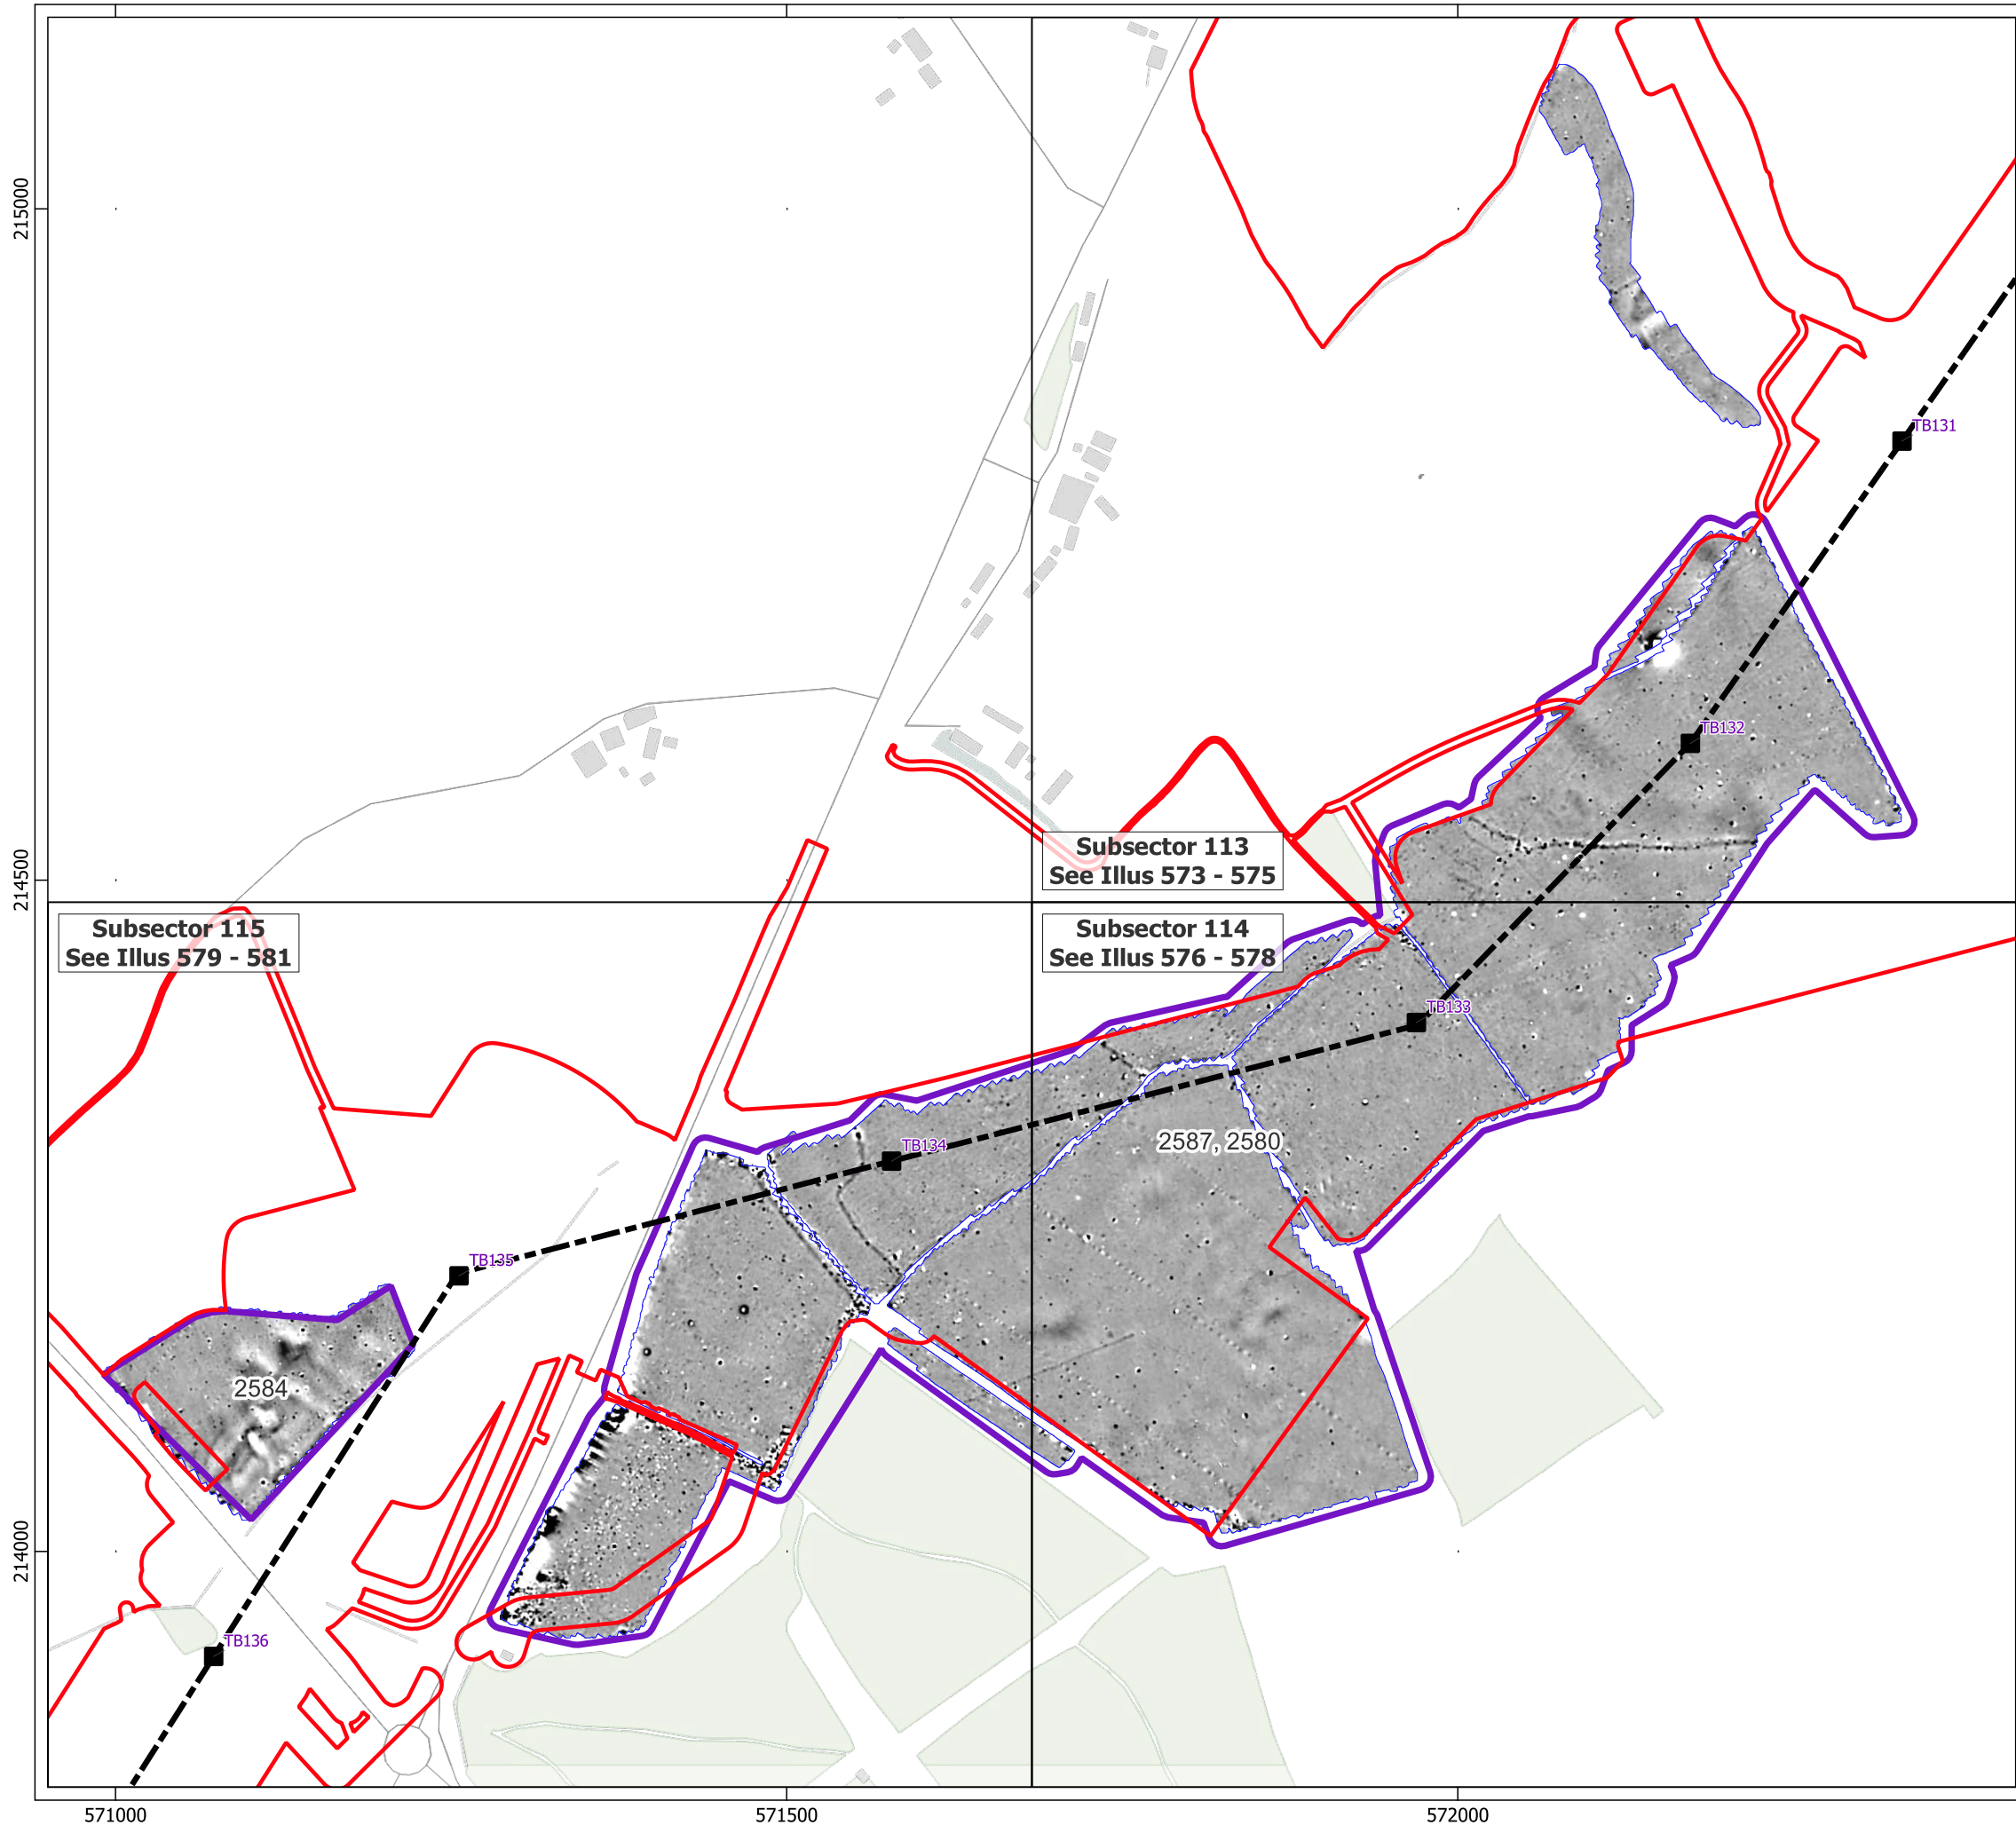 215000
TB131
TB132
Subsector 113
See Illus 573 - 575
214500
Subsector 115
See Illus 579 - 581
Subsector 114
See Illus 576 - 578
TB133
2587, 2580
TB134
TB135
2584
214000
TB136
571000
571500
572000